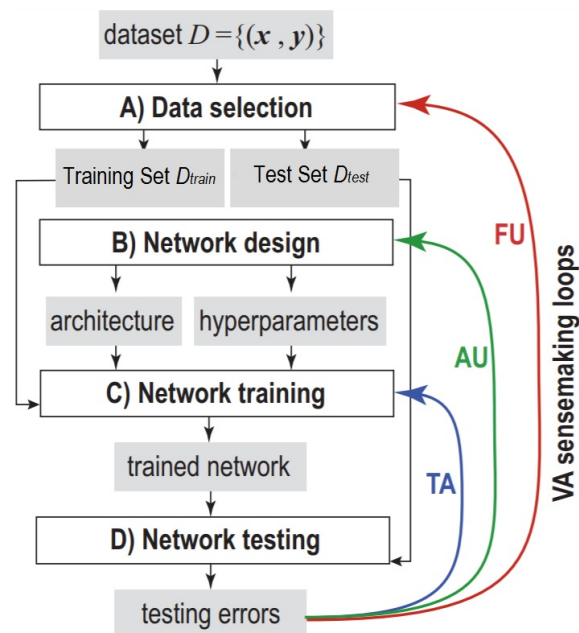 dataset D = {(x , y)}
A) Data selection
Training Set Dtrain
Test Set Dtest
FU
B) Network design
AU
architecture
hyperparameters
C) Network training
TA
trained network
D) Network testing
testing errors
VA sensemaking loops